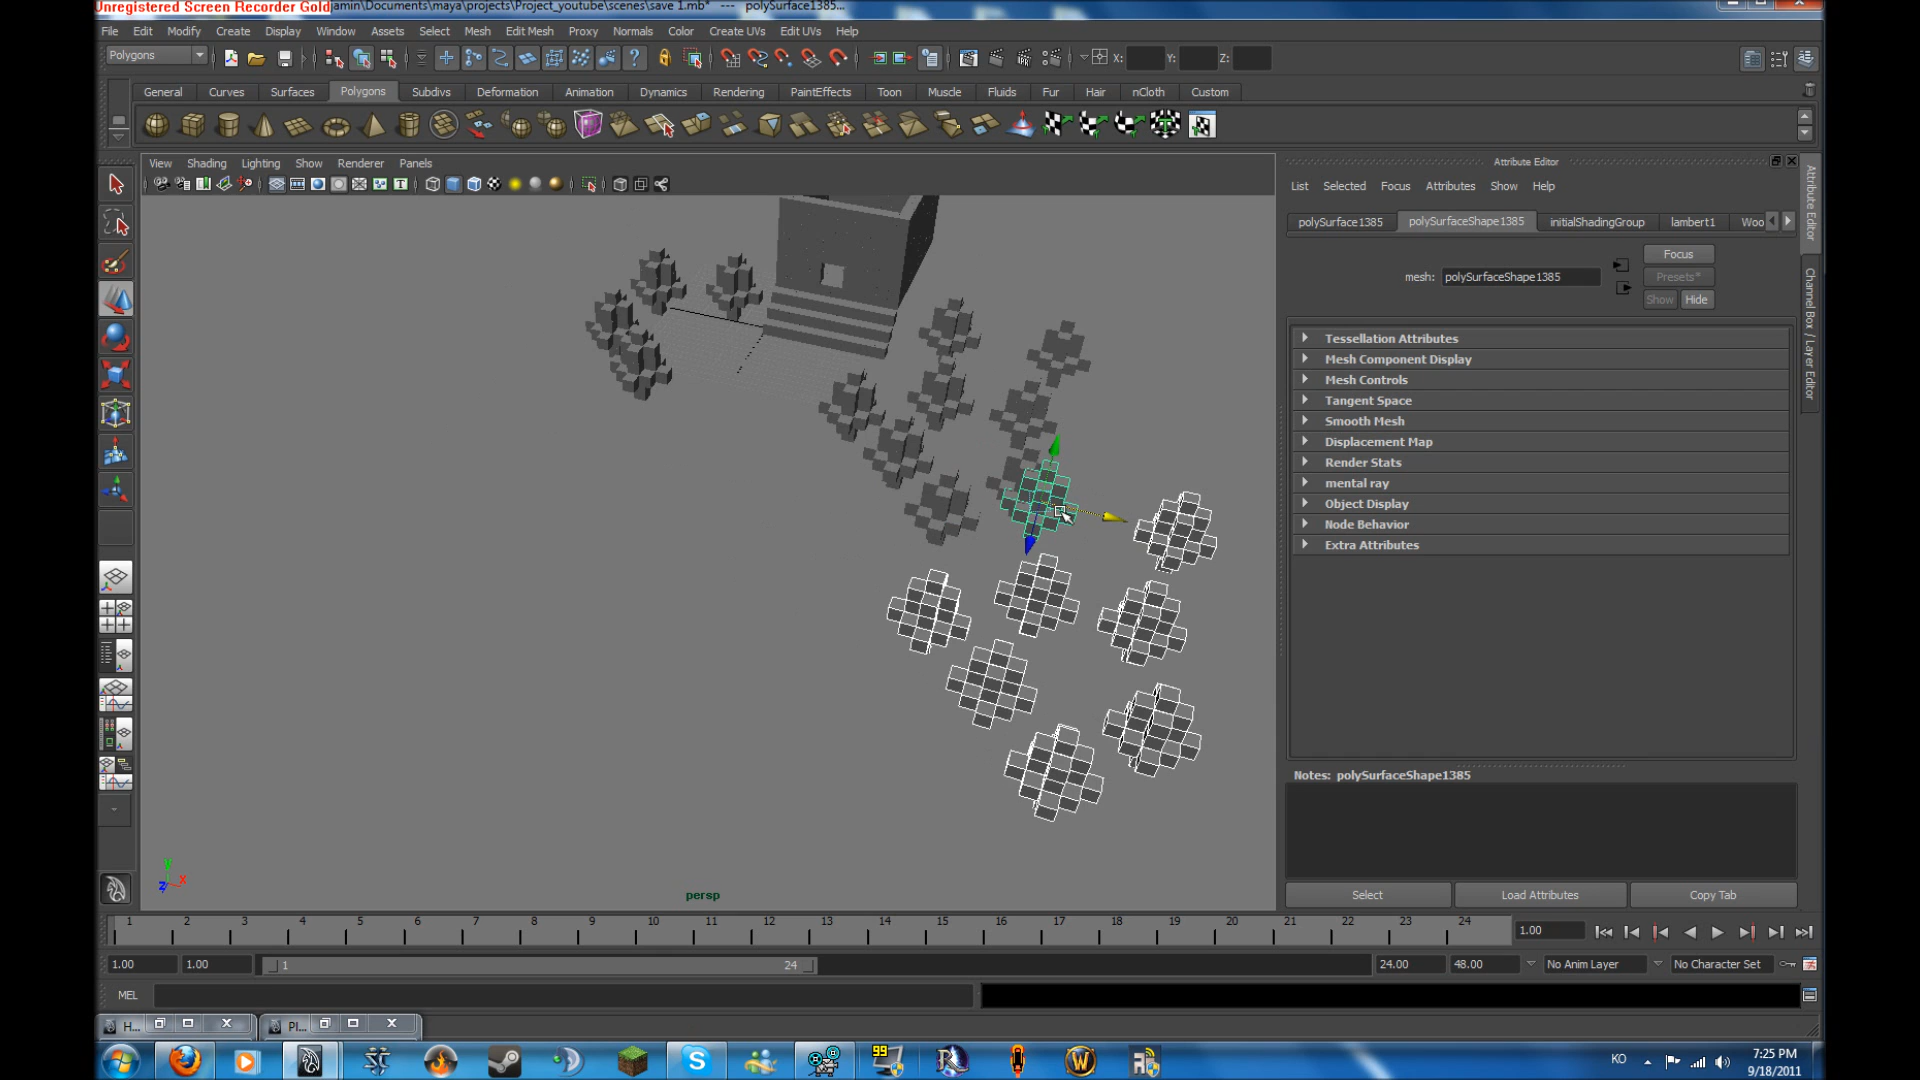 Unregistered Screen Recorder Gold amin\Documents\maya\projects\Project_youtube\scenes\save 1.mb* --- polySurface1385...
File Edit Modify Create Display Window Assets Select Mesh Edit Mesh Proxy Normals Color Create UVs Edit UVs Help
Polygons X: Y: Z:
General Curves Surfaces Polygons Subdivs Deformation Animation Dynamics Rendering PaintEffects Toon Muscle Fluids Fur Hair nCloth Custom
View Shading Lighting Show Renderer Panels
Attribute Editor
List Selected Focus Attributes Show Help
polySurface1385 polySurfaceShape1385 initialShadingGroup lambert1 Woo
Focus
mesh: polySurfaceShape1385 Presets*
Show Hide
Tessellation Attributes
Mesh Component Display
Mesh Controls
Tangent Space
Smooth Mesh
Displacement Map
Render Stats
mental ray
Object Display
Node Behavior
Extra Attributes
Attribute Editor
Channel Box / Layer Editor
Notes: polySurfaceShape1385
Select Load Attributes Copy Tab
y
z x
persp
1 2 3 4 5 6 7 8 9 10 11 12 13 14 15 16 17 18 19 20 21 22 23 24 1.00
1.00 1.00 1 24 24.00 48.00 No Anim Layer No Character Set
MEL
H... Pl...
99
KO 7:25 PM
9/18/2011